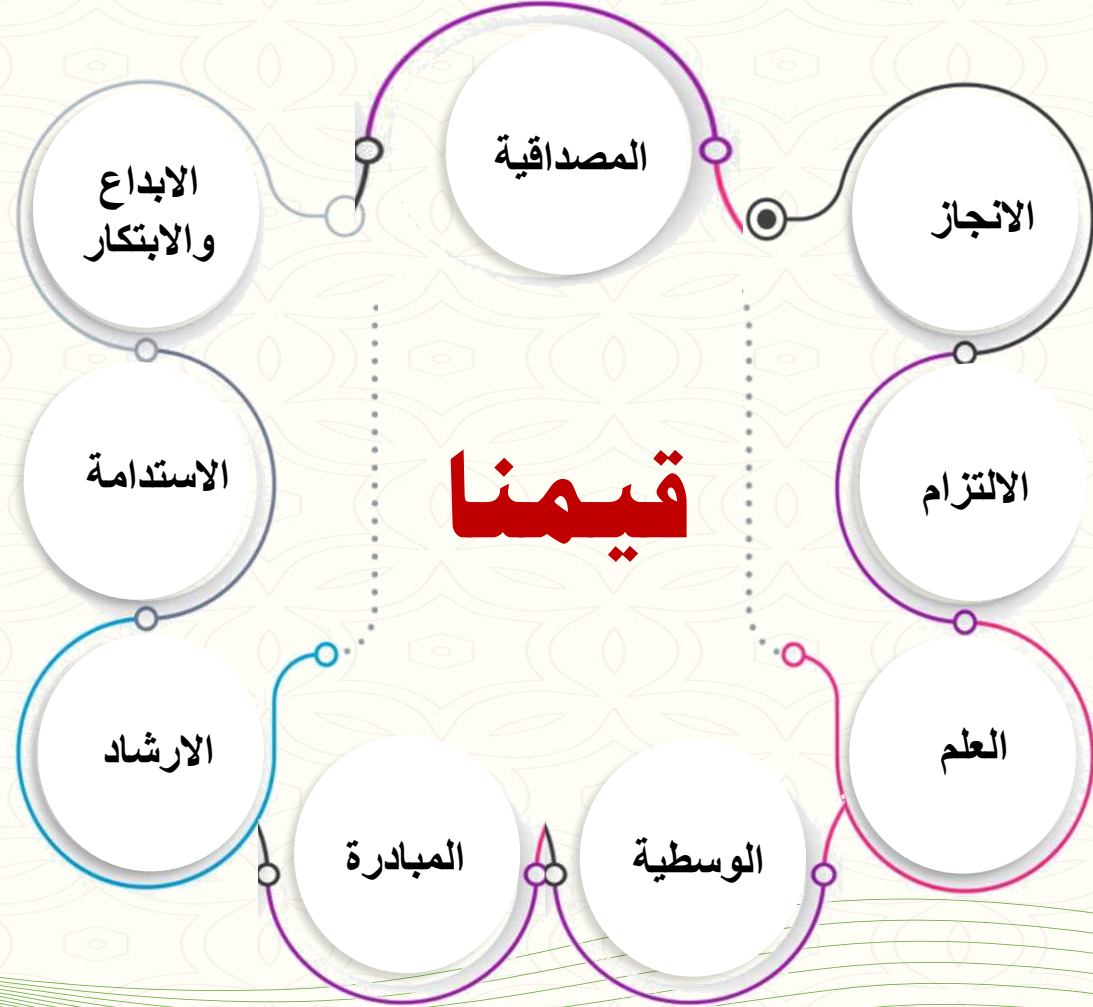 المصداقية
الانجاز
الابداع
والابتكار
قيمنا
الالتزام
الاستدامة
العلم
الارشاد
الوسطية
المبادرة